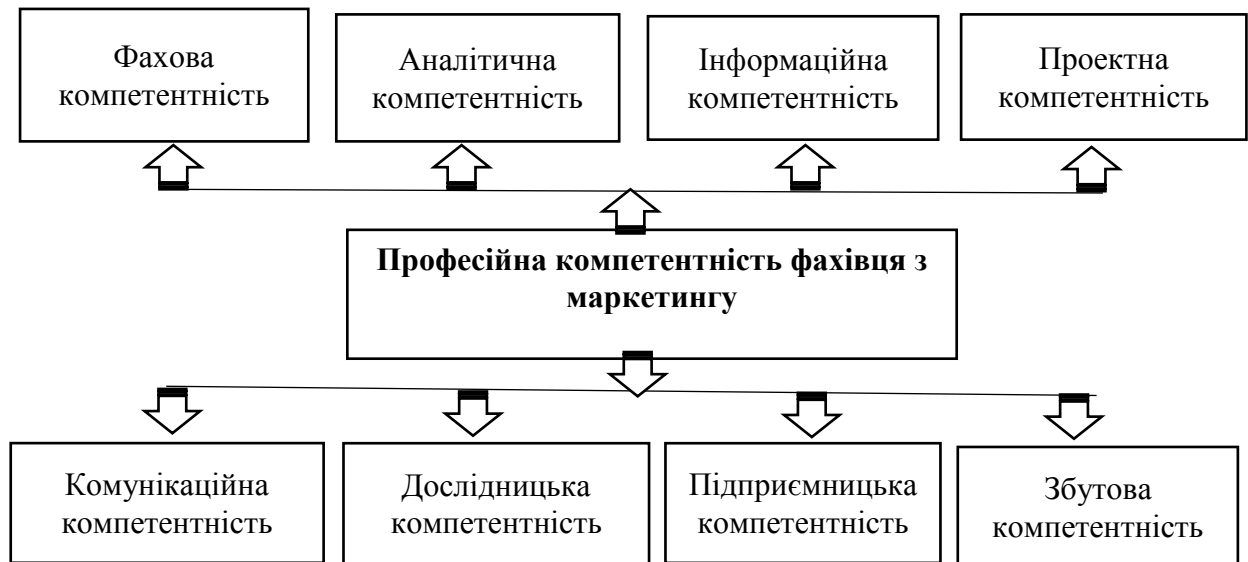 Фахова
компетентність
Аналітична
компетентність
Інформаційна
компетентність
Проектна
компетентність
Професійна компетентність фахівця з
маркетингу
Комунікаційна
компетентність
Дослідницька
компетентність
Підприємницька
компетентність
Збутова
компетентність